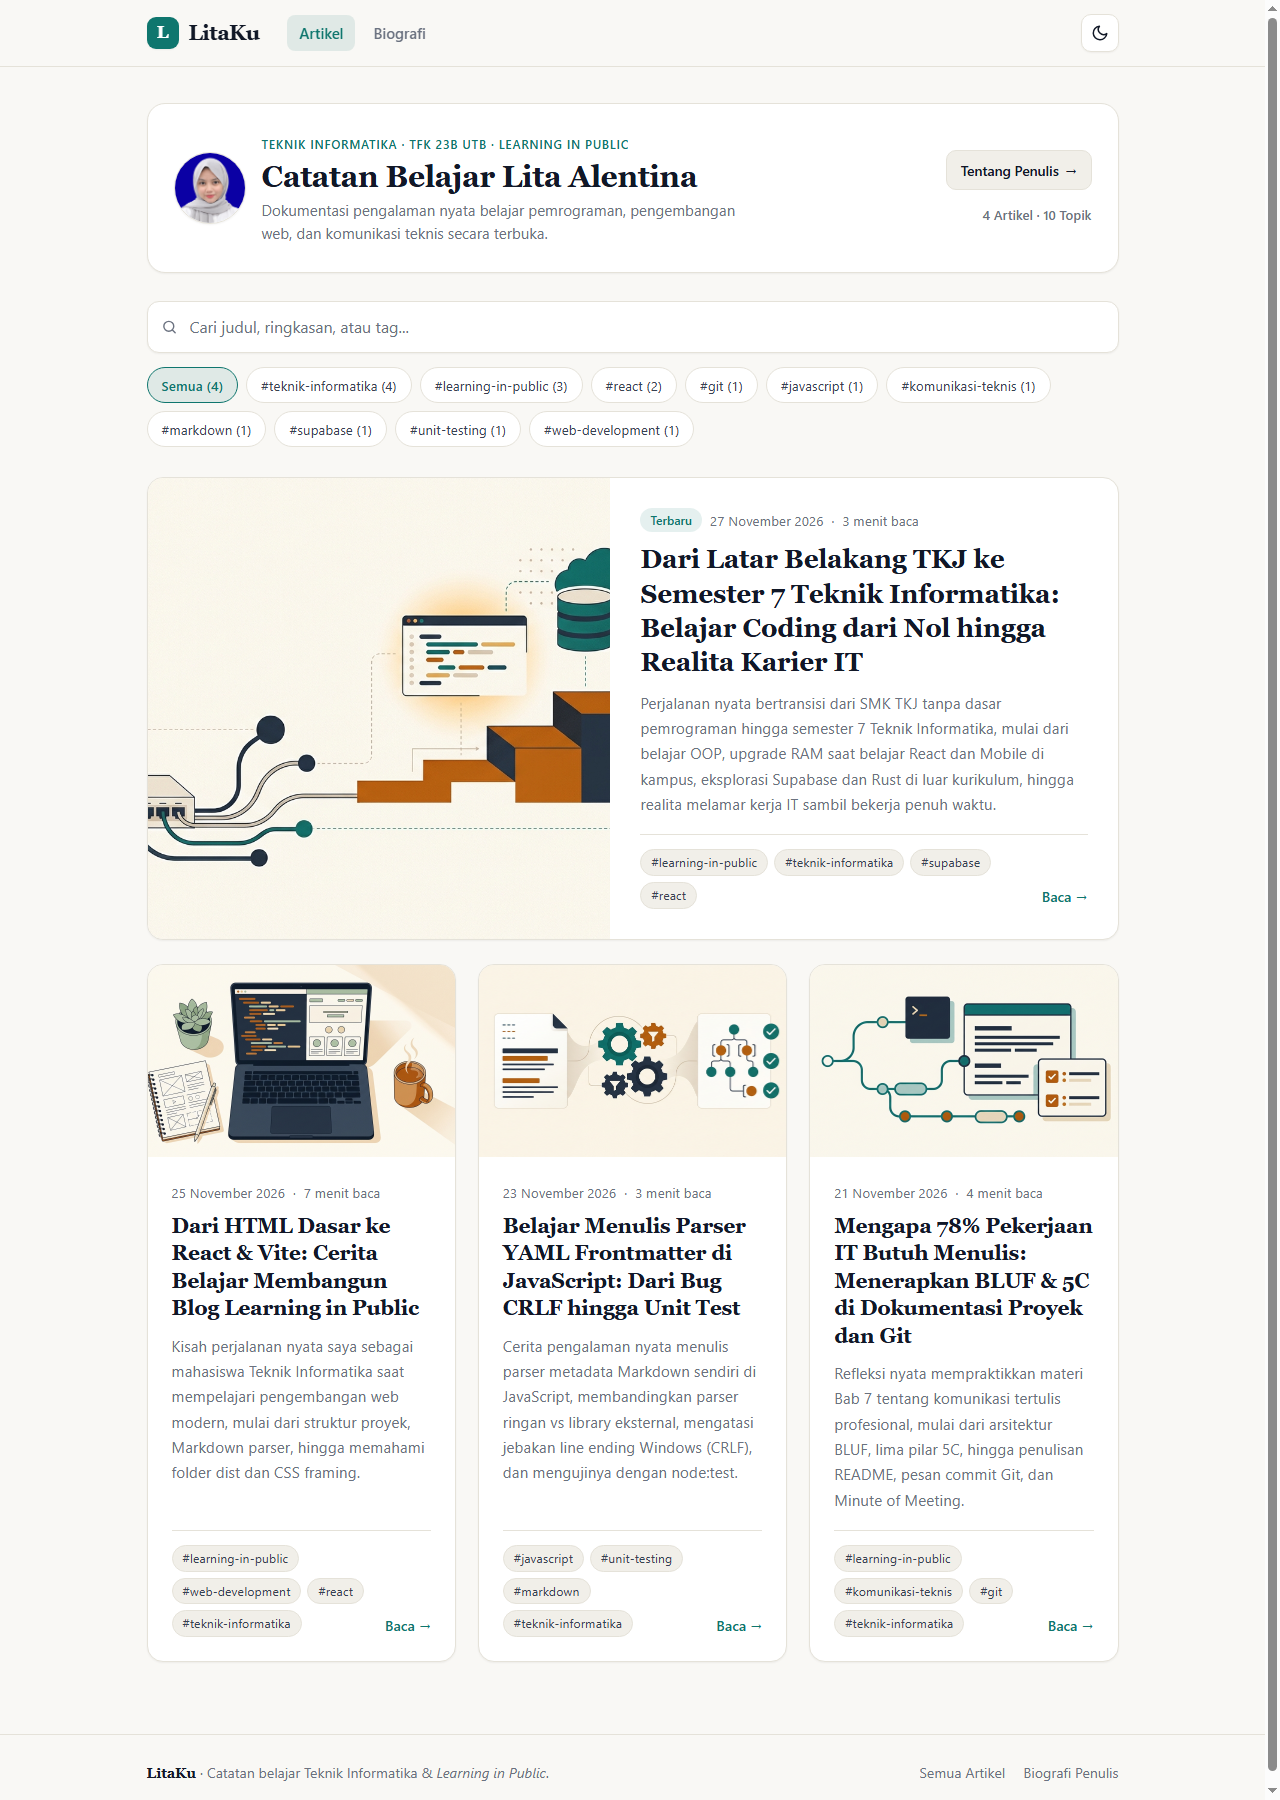 L LitaKu Artikel Biografi
TEKNIK INFORMATIKA · TFK 23B UTB · LEARNING IN PUBLIC
Catatan Belajar Lita Alentina
Dokumentasi pengalaman nyata belajar pemrograman, pengembangan
web, dan komunikasi teknis secara terbuka.
Tentang Penulis →
4 Artikel · 10 Topik
Cari judul, ringkasan, atau tag...
Semua (4) #teknik-informatika (4) #learning-in-public (3) #react (2) #git (1) #javascript (1) #komunikasi-teknis (1)
#markdown (1) #supabase (1) #unit-testing (1) #web-development (1)
Terbaru 27 November 2026 · 3 menit baca
Dari Latar Belakang TKJ ke
Semester 7 Teknik Informatika:
Belajar Coding dari Nol hingga
Realita Karier IT
Perjalanan nyata bertransisi dari SMK TKJ tanpa dasar
pemrograman hingga semester 7 Teknik Informatika, mulai dari
belajar OOP, upgrade RAM saat belajar React dan Mobile di
kampus, eksplorasi Supabase dan Rust di luar kurikulum, hingga
realita melamar kerja IT sambil bekerja penuh waktu.
#learning-in-public #teknik-informatika #supabase
#react
Baca →
25 November 2026 · 7 menit baca
Dari HTML Dasar ke
React & Vite: Cerita
Belajar Membangun
Blog Learning in Public
Kisah perjalanan nyata saya sebagai
mahasiswa Teknik Informatika saat
mempelajari pengembangan web
modern, mulai dari struktur proyek,
Markdown parser, hingga memahami
folder dist dan CSS framing.
#learning-in-public
#web-development #react
#teknik-informatika
Baca →
23 November 2026 · 3 menit baca
Belajar Menulis Parser
YAML Frontmatter di
JavaScript: Dari Bug
CRLF hingga Unit Test
Cerita pengalaman nyata menulis
parser metadata Markdown sendiri di
JavaScript, membandingkan parser
ringan vs library eksternal, mengatasi
jebakan line ending Windows (CRLF),
dan mengujinya dengan node:test.
#javascript #unit-testing
#markdown
#teknik-informatika
Baca →
21 November 2026 · 4 menit baca
Mengapa 78% Pekerjaan
IT Butuh Menulis:
Menerapkan BLUF & 5C
di Dokumentasi Proyek
dan Git
Refleksi nyata mempraktikkan materi
Bab 7 tentang komunikasi tertulis
profesional, mulai dari arsitektur
BLUF, lima pilar 5C, hingga penulisan
README, pesan commit Git, dan
Minute of Meeting.
#learning-in-public
#komunikasi-teknis #git
#teknik-informatika
Baca →
LitaKu · Catatan belajar Teknik Informatika & Learning in Public.
Semua Artikel Biografi Penulis